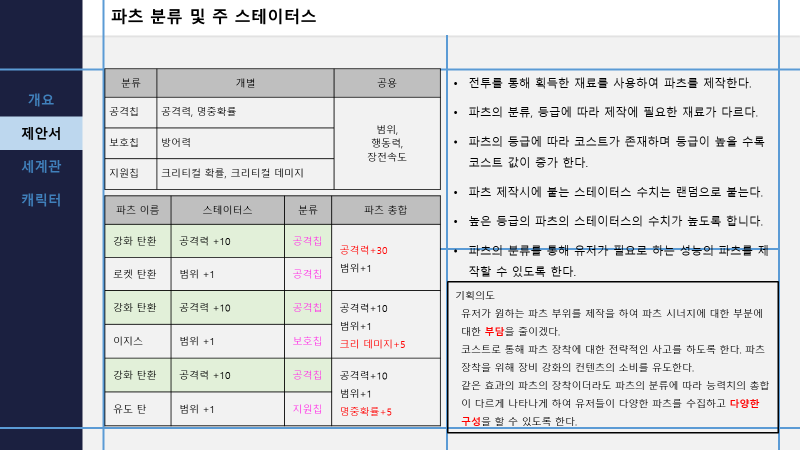 파츠 분류 및 주 스테이터스
개요
제안서
세계관
캐릭터
분류 개별 공용
공격칩 공격력, 명중확률
보호칩 방어력
지원칩 크리티컬 확률, 크리티컬 데미지
범위,
행동력,
장전속도
파츠 이름 스테이터스 분류 파츠 총합
강화 탄환 공격력 +10 공격칩
로켓 탄환 범위 +1 공격칩
공격력+30
범위+1
강화 탄환 공격력 +10 공격칩
이지스 범위 +1 보호칩
공격력+10
범위+1
크리 데미지+5
강화 탄환 공격력 +10 공격칩
유도 탄 범위 +1 지원칩
공격력+10
범위+1
명중확률+5
• 전투를 통해 획득한 재료를 사용하여 파츠를 제작한다.
• 파츠의 분류, 등급에 따라 제작에 필요한 재료가 다르다.
• 파츠의 등급에 따라 코스트가 존재하며 등급이 높을 수록
코스트 값이 증가 한다.
• 파츠 제작시에 붙는 스테이터스 수치는 랜덤으로 붙는다.
• 높은 등급의 파츠의 스테이터스의 수치가 높도록 합니다.
• 파츠의 분류를 통해 유저가 필요로 하는 성능의 파츠를 제
작할 수 있도록 한다.
기획의도
유저가 원하는 파츠 부위를 제작을 하여 파츠 시너지에 대한 부분에
대한 부담을 줄이겠다.
코스트로 통해 파츠 장착에 대한 전략적인 사고를 하도록 한다. 파츠
장착을 위해 장비 강화의 컨텐츠의 소비를 유도한다.
같은 효과의 파츠의 장착이더라도 파츠의 분류에 따라 능력치의 총합
이 다르게 나타나게 하여 유저들이 다양한 파츠를 수집하고 다양한
구성을 할 수 있도록 한다.